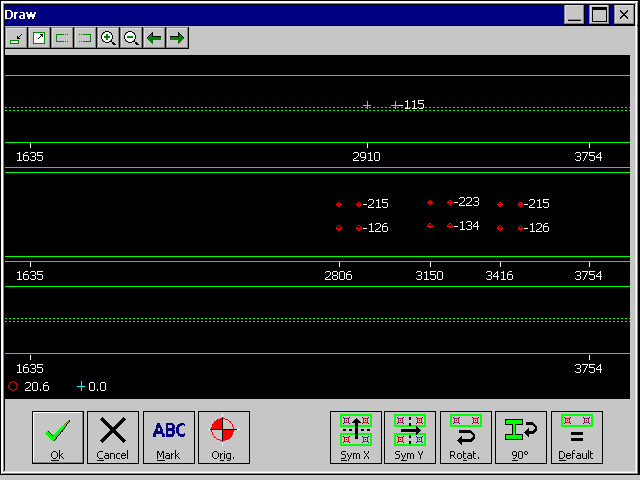 Draw
-115
1635 2910 3754
-215 -223 -215
-126 -134 -126
1635 2806 3150 3416 3754
1635 3754
20.6 +0.0
ABC
Ok Cancel Mark Orig. Sym X Sym Y Rotat. 90° Default